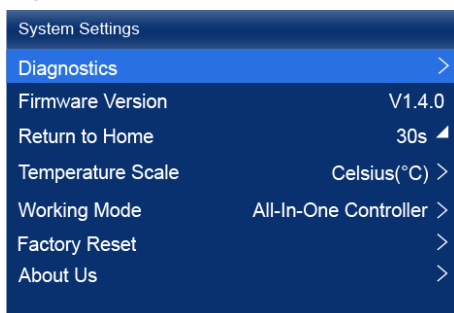 System Settings
Diagnostics >
Firmware Version V1.4.0
Return to Home 30s
Temperature Scale Celsius(°C) >
Working Mode All-In-One Controller >
Factory Reset >
About Us >